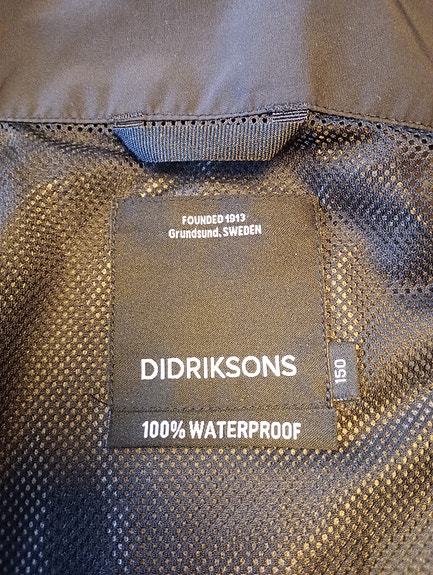 FOUNDED 1913
Grundsund, SWEDEN
DIDRIKSONS
150
100% WATERPROOF